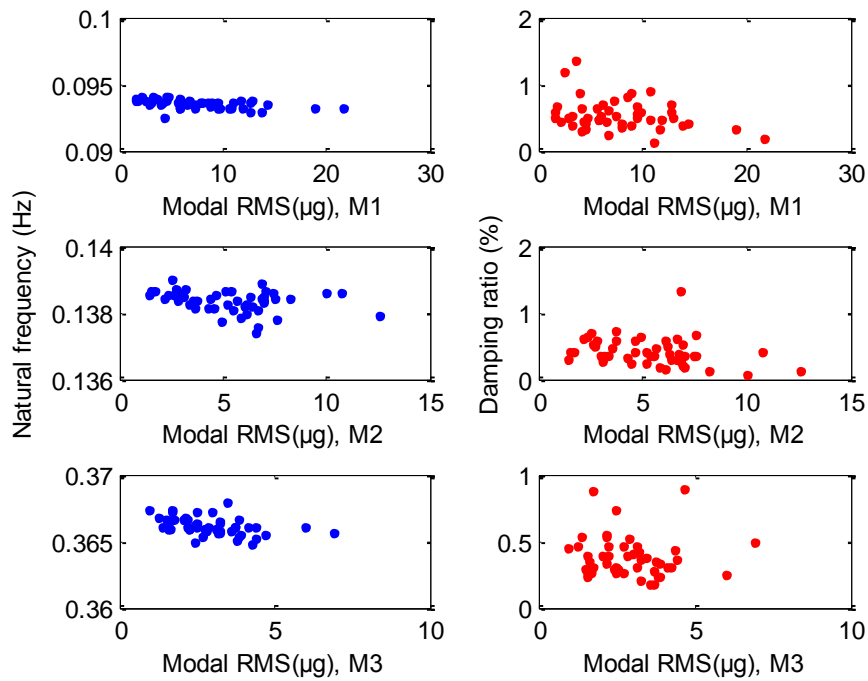 Natural frequency (Hz)
0.1
0.095
0.09
0 10 20 30
Modal RMS(µg), M1
0.14
0.138
0.136
0 5 10 15
Modal RMS(µg), M2
0.37
0.365
0.36
0 5 10
Modal RMS(µg), M3
Damping ratio (%)
2
1
0
0 10 20 30
Modal RMS(µg), M1
2
1
0
0 5 10 15
Modal RMS(µg), M2
1
0.5
0
0 5 10
Modal RMS(µg), M3